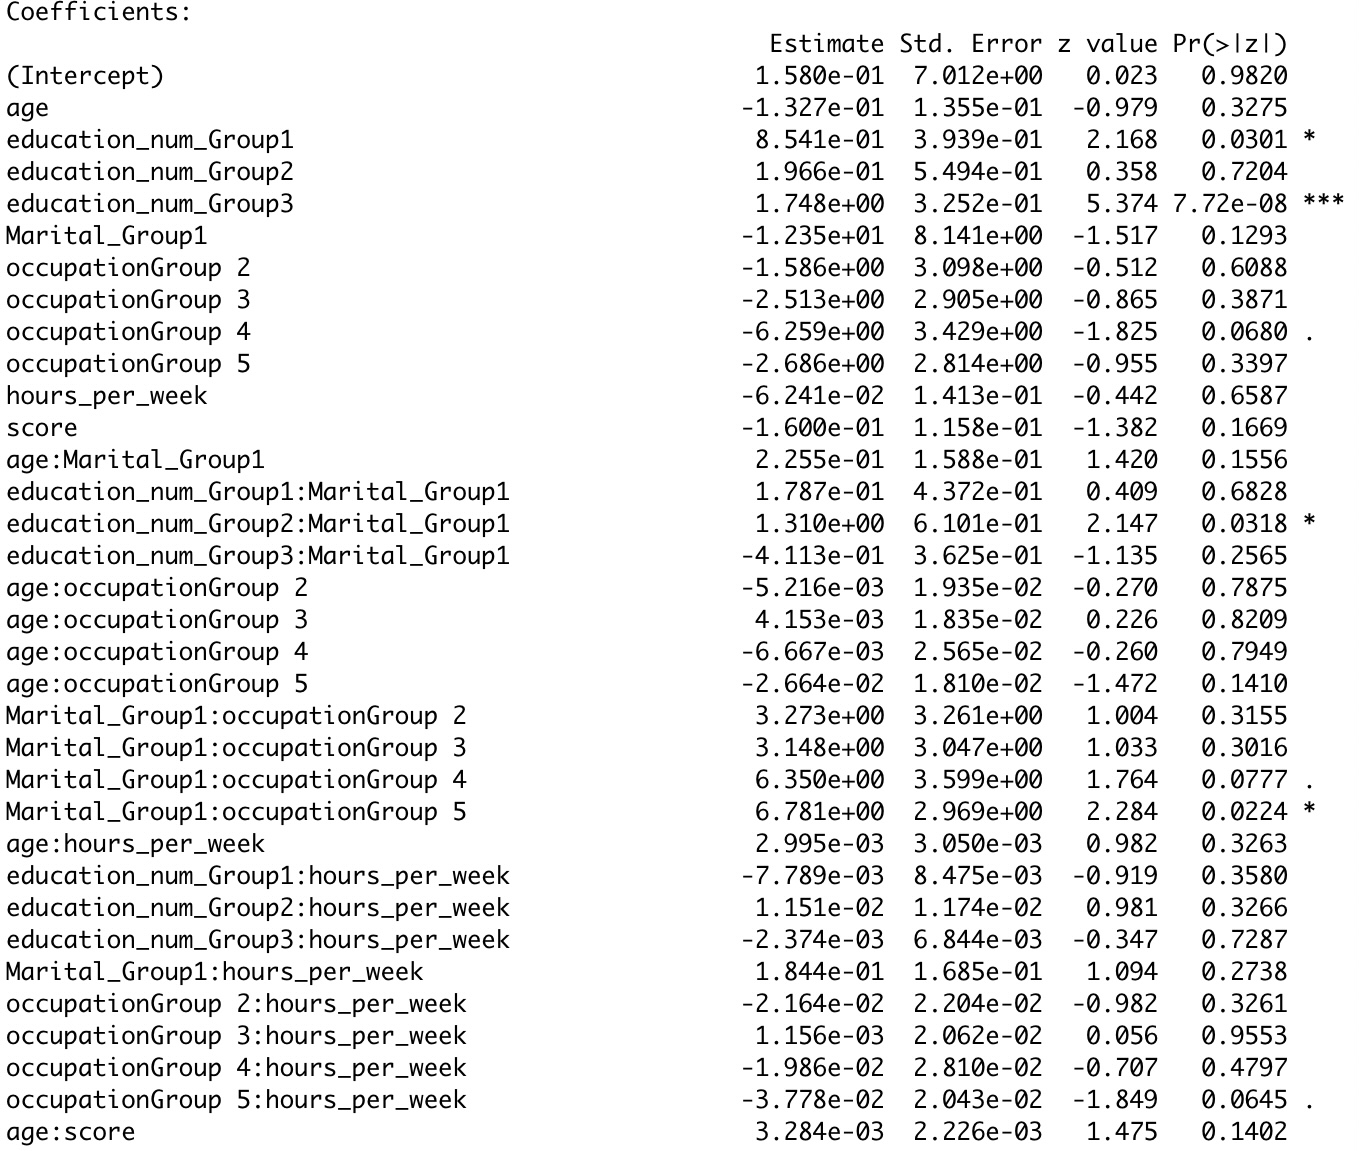 Coefficients:
Estimate Std. Error z value Pr(>|z|)
(Intercept) 1.580e-01 7.012e+00 0.023 0.9820
age -1.327e-01 1.355e-01 -0.979 0.3275
education_num_Group1 8.541e-01 3.939e-01 2.168 0.0301 *
education_num_Group2 1.966e-01 5.494e-01 0.358 0.7204
education_num_Group3 1.748e+00 3.252e-01 5.374 7.72e-08 ***
Marital_Group1 -1.235e+01 8.141e+00 -1.517 0.1293
occupationGroup 2 -1.586e+00 3.098e+00 -0.512 0.6088
occupationGroup 3 -2.513e+00 2.905e+00 -0.865 0.3871
occupationGroup 4 -6.259e+00 3.429e+00 -1.825 0.0680 .
occupationGroup 5 -2.686e+00 2.814e+00 -0.955 0.3397
hours_per_week -6.241e-02 1.413e-01 -0.442 0.6587
score -1.600e-01 1.158e-01 -1.382 0.1669
age:Marital_Group1 2.255e-01 1.588e-01 1.420 0.1556
education_num_Group1:Marital_Group1 1.787e-01 4.372e-01 0.409 0.6828
education_num_Group2:Marital_Group1 1.310e+00 6.101e-01 2.147 0.0318 *
education_num_Group3:Marital_Group1 -4.113e-01 3.625e-01 -1.135 0.2565
age:occupationGroup 2 -5.216e-03 1.935e-02 -0.270 0.7875
age:occupationGroup 3 4.153e-03 1.835e-02 0.226 0.8209
age:occupationGroup 4 -6.667e-03 2.565e-02 -0.260 0.7949
age:occupationGroup 5 -2.664e-02 1.810e-02 -1.472 0.1410
Marital_Group1:occupationGroup 2 3.273e+00 3.261e+00 1.004 0.3155
Marital_Group1:occupationGroup 3 3.148e+00 3.047e+00 1.033 0.3016
Marital_Group1:occupationGroup 4 6.350e+00 3.599e+00 1.764 0.0777 .
Marital_Group1:occupationGroup 5 6.781e+00 2.969e+00 2.284 0.0224 *
age:hours_per_week 2.995e-03 3.050e-03 0.982 0.3263
education_num_Group1:hours_per_week -7.789e-03 8.475e-03 -0.919 0.3580
education_num_Group2:hours_per_week 1.151e-02 1.174e-02 0.981 0.3266
education_num_Group3:hours_per_week -2.374e-03 6.844e-03 -0.347 0.7287
Marital_Group1:hours_per_week 1.844e-01 1.685e-01 1.094 0.2738
occupationGroup 2:hours_per_week -2.164e-02 2.204e-02 -0.982 0.3261
occupationGroup 3:hours_per_week 1.156e-03 2.062e-02 0.056 0.9553
occupationGroup 4:hours_per_week -1.986e-02 2.810e-02 -0.707 0.4797
occupationGroup 5:hours_per_week -3.778e-02 2.043e-02 -1.849 0.0645 .
age:score 3.284e-03 2.226e-03 1.475 0.1402